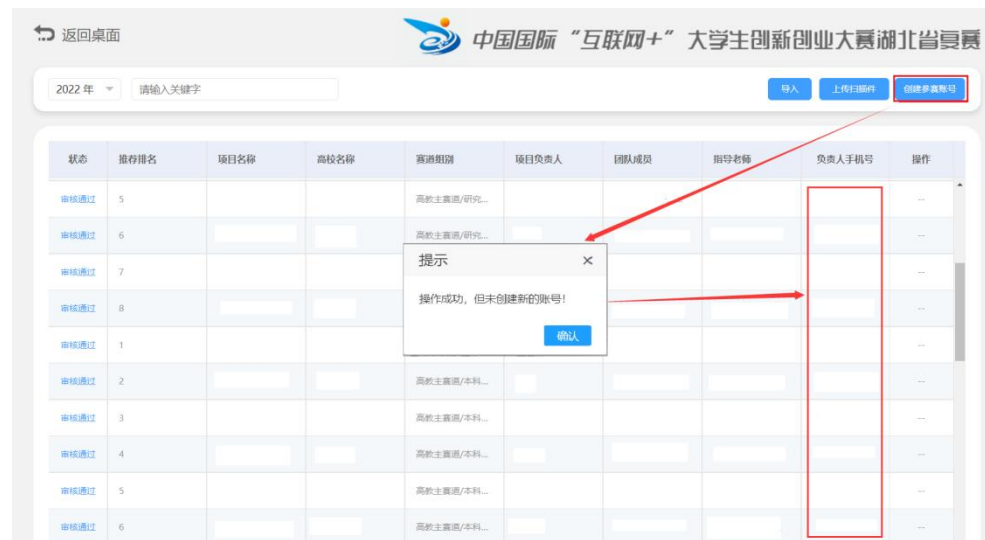 返回桌面
中国国际“互联网+”大学生创新创业大赛湖北省复赛
2022 年 请输入关键字 导入 上传扫描件 创建参赛账号
状态 推荐排名 项目名称 高校名称 赛道组别 项目负责人 团队成员 指导老师 负责人手机号 操作
审核通过 5 高教主赛道/研究... --
审核通过 6 高教主赛道/研究... --
审核通过 7 --
审核通过 8 --
审核通过 1 --
审核通过 2 高教主赛道/本科... --
审核通过 3 高教主赛道/本科... --
审核通过 4 高教主赛道/本科... --
审核通过 5 高教主赛道/本科... --
审核通过 6 高教主赛道/本科... --
提示 ×
操作成功，但未创建新的账号！
确认